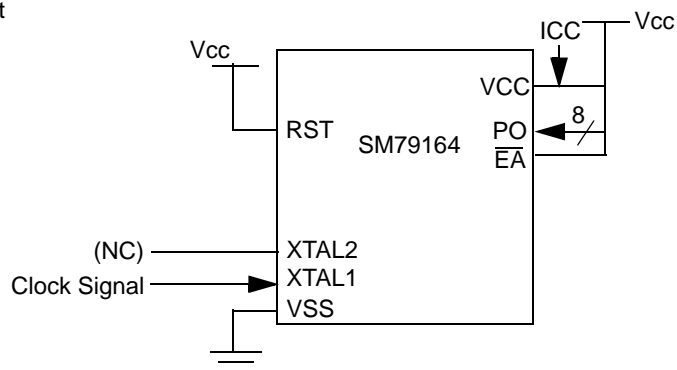 t
ICC
Vcc
Vcc
VCC
8
RST
PO
SM79164
EA
(NC)
XTAL2
Clock Signal
XTAL1
VSS